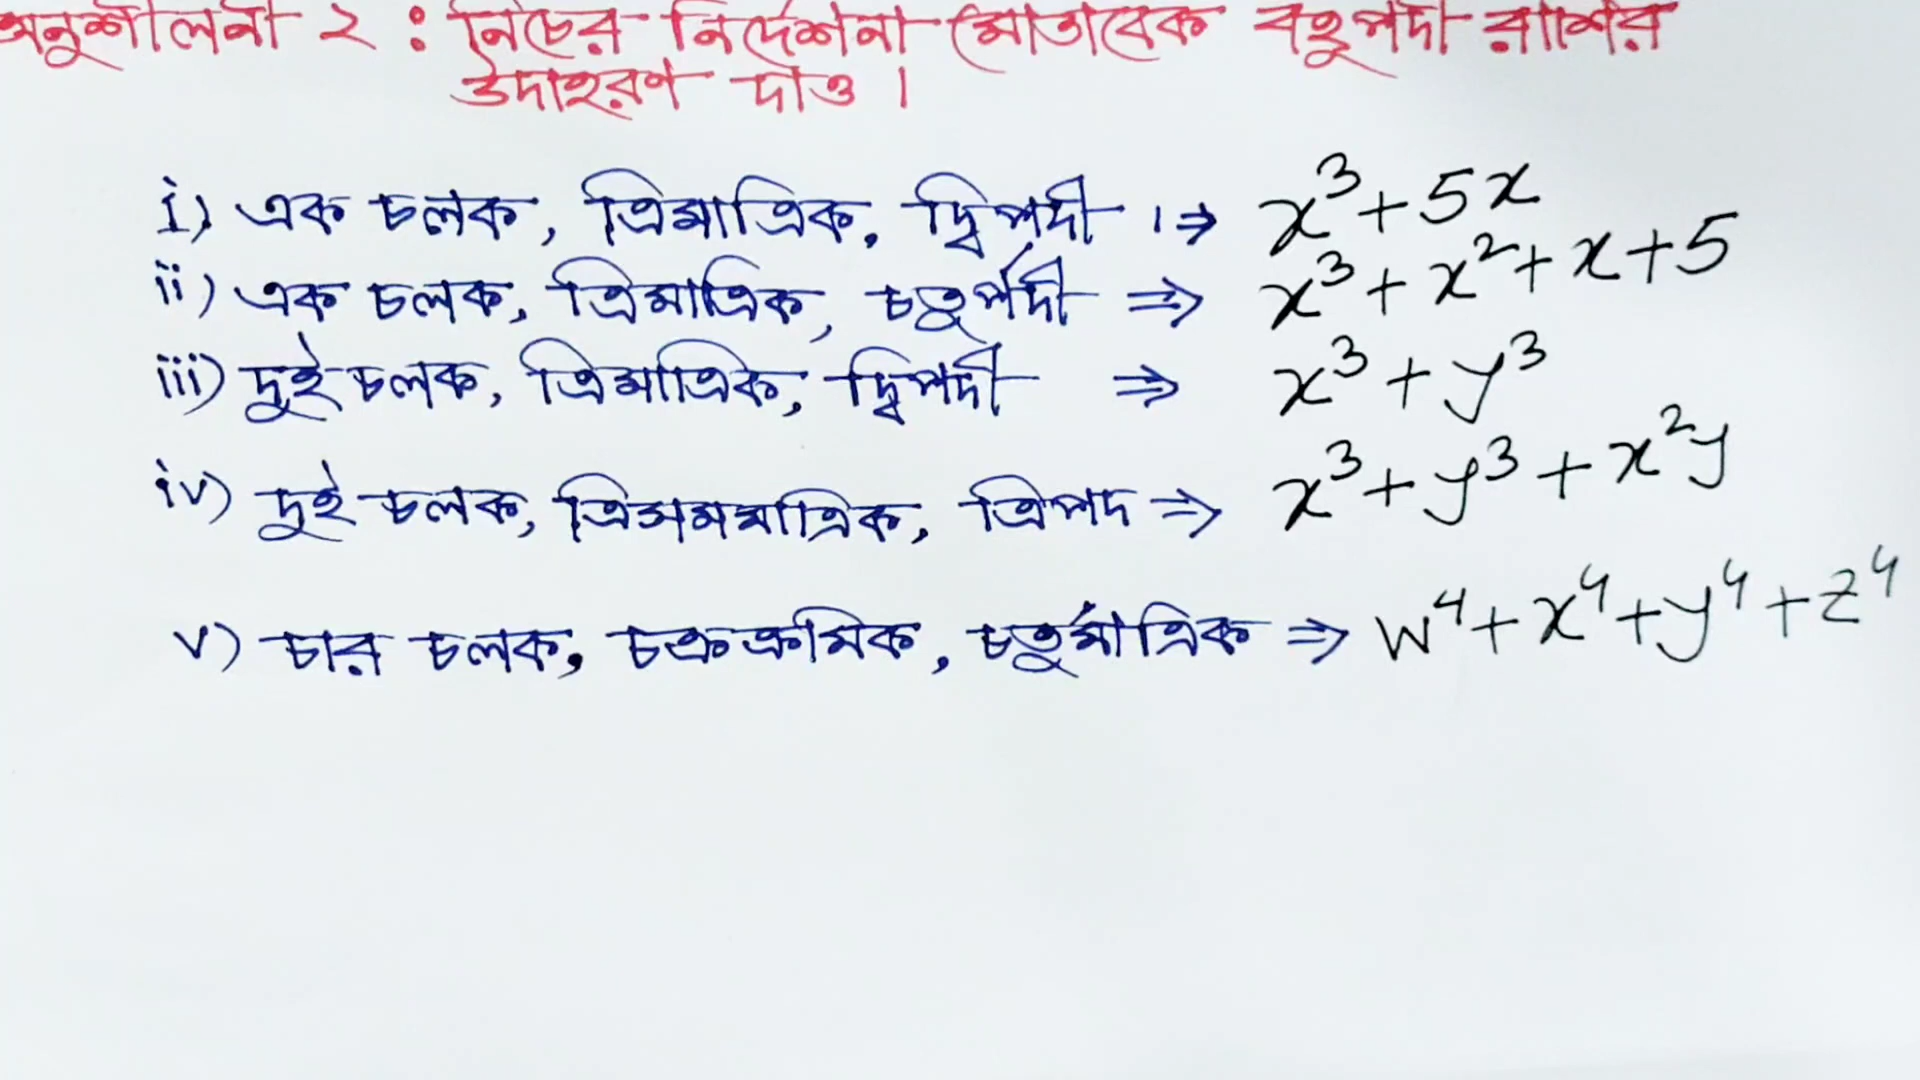 অনুশীলনী ২ : নিচের নির্দেশনা মোতাবেক বহুপদী রাশির
উদাহরণ দাও ।
i) এক চলক, ত্রিমাত্রিক, দ্বিপদী । ⇒ x³+5x
ii) এক চলক, ত্রিমাত্রিক, চতুর্পদী ⇒ x³+x²+x+5
iii) দুই চলক, ত্রিমাত্রিক, দ্বিপদী ⇒ x³+y³
iv) দুই চলক, ত্রিসমমাত্রিক, ত্রিপদ ⇒ x³+y³+x²y
v) চার চলক, চক্রক্রমিক, চতুর্মাত্রিক ⇒ w⁴+x⁴+y⁴+z⁴